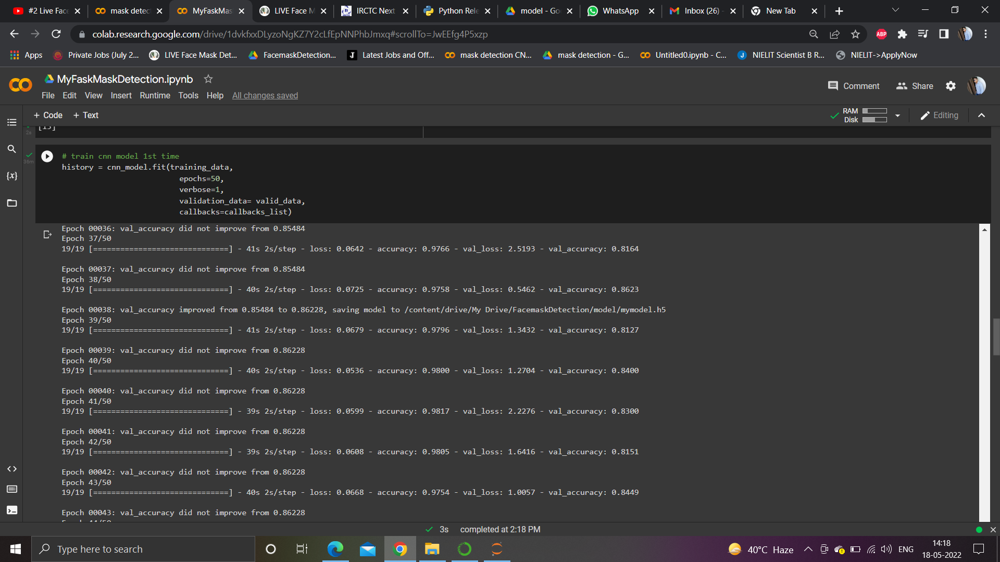 #2 Live Face
mask detec
MyFaskMas
LIVE Face M
IRCTC Next
Python Rele
model - Goo
WhatsApp
Inbox (26) -
New Tab
colab.research.google.com/drive/1dvkfxxDLyzoNgKZ7Y2cLfEpNNPhbJmxq#scrollTo=JwEEfg4P5xzp
ABP
Apps
Private Jobs (July 2...
LIVE Face Mask Det...
FacemaskDetection...
Latest Jobs and Off...
mask detection CN...
mask detection - G...
Untitled0.ipynb - C...
NIELIT Scientist B R...
NIELIT->ApplyNow
MyFaskMaskDetection.ipynb
File Edit View Insert Runtime Tools Help All changes saved
Comment
Share
+ Code + Text
RAM
Disk
Editing
[15]
2s
36m
# train cnn model 1st time
history = cnn_model.fit(training_data,
epochs=50,
verbose=1,
validation_data= valid_data,
callbacks=callbacks_list)
Epoch 00036: val_accuracy did not improve from 0.85484
Epoch 37/50
19/19 [==============================] - 41s 2s/step - loss: 0.0642 - accuracy: 0.9766 - val_loss: 2.5193 - val_accuracy: 0.8164
Epoch 00037: val_accuracy did not improve from 0.85484
Epoch 38/50
19/19 [==============================] - 40s 2s/step - loss: 0.0725 - accuracy: 0.9758 - val_loss: 0.5462 - val_accuracy: 0.8623
Epoch 00038: val_accuracy improved from 0.85484 to 0.86228, saving model to /content/drive/My Drive/FacemaskDetection/model/mymodel.h5
Epoch 39/50
19/19 [==============================] - 41s 2s/step - loss: 0.0679 - accuracy: 0.9796 - val_loss: 1.3432 - val_accuracy: 0.8127
Epoch 00039: val_accuracy did not improve from 0.86228
Epoch 40/50
19/19 [==============================] - 40s 2s/step - loss: 0.0536 - accuracy: 0.9800 - val_loss: 1.2704 - val_accuracy: 0.8400
Epoch 00040: val_accuracy did not improve from 0.86228
Epoch 41/50
19/19 [==============================] - 39s 2s/step - loss: 0.0599 - accuracy: 0.9817 - val_loss: 2.2276 - val_accuracy: 0.8300
Epoch 00041: val_accuracy did not improve from 0.86228
Epoch 42/50
19/19 [==============================] - 39s 2s/step - loss: 0.0608 - accuracy: 0.9805 - val_loss: 1.6416 - val_accuracy: 0.8151
Epoch 00042: val_accuracy did not improve from 0.86228
Epoch 43/50
19/19 [==============================] - 40s 2s/step - loss: 0.0668 - accuracy: 0.9754 - val_loss: 1.0057 - val_accuracy: 0.8449
Epoch 00043: val_accuracy did not improve from 0.86228
Epoch 44/50
3s completed at 2:18 PM
Type here to search
40°C Haze
ENG
14:18
18-05-2022